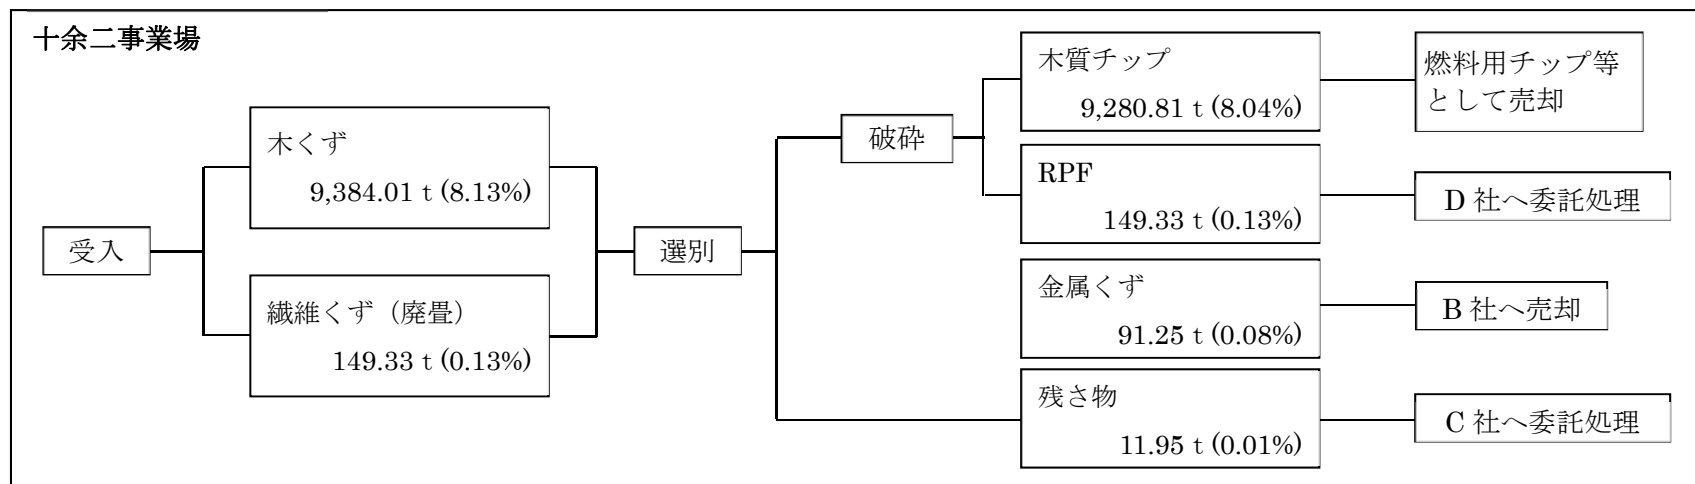 十余二事業場
受入
木くず
9,384.01 t (8.13%)
繊維くず（廃畳）
149.33 t (0.13%)
選別
破砕
木質チップ
9,280.81 t (8.04%)
燃料用チップ等
として売却
RPF
149.33 t (0.13%)
D 社へ委託処理
金属くず
91.25 t (0.08%)
B 社へ売却
残さ物
11.95 t (0.01%)
C 社へ委託処理